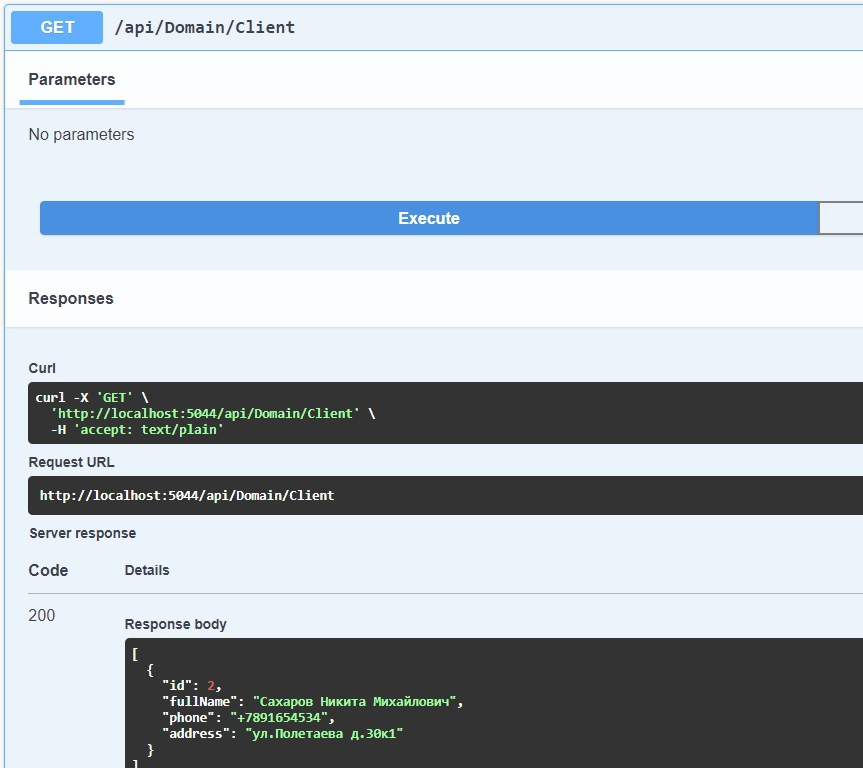 GET /api/Domain/Client
Parameters
No parameters
Execute
Responses
Curl
curl -X 'GET' \
'http://localhost:5044/api/Domain/Client' \
-H 'accept: text/plain'
Request URL
http://localhost:5044/api/Domain/Client
Server response
Code Details
200
Response body
[
{
"id": 2,
"fullName": "Сахаров Никита Михайлович",
"phone": "+7891654534",
"address": "ул.Полетаева д.30к1"
}
]